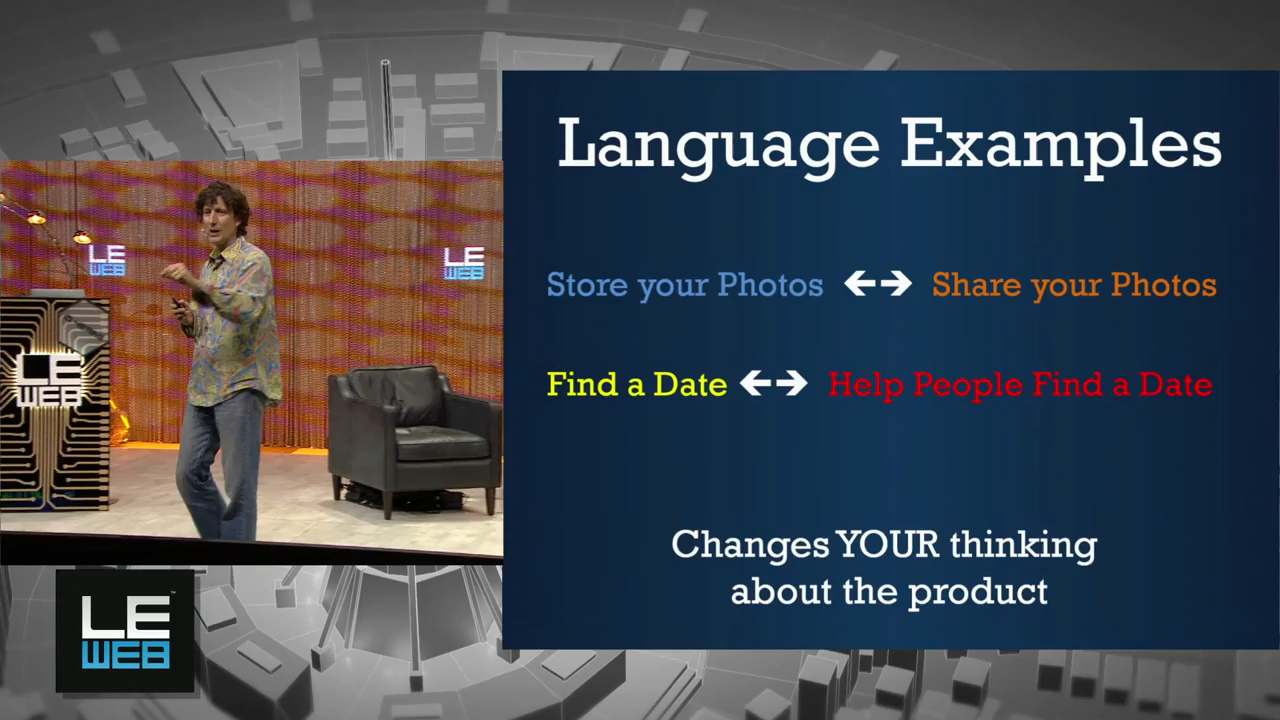 Language Examples
Store your Photos ←→ Share your Photos
Find a Date ←→ Help People Find a Date
Changes YOUR thinking
about the product
LE
WEB
LE
WEB
LE
WEB
LE
WEB™